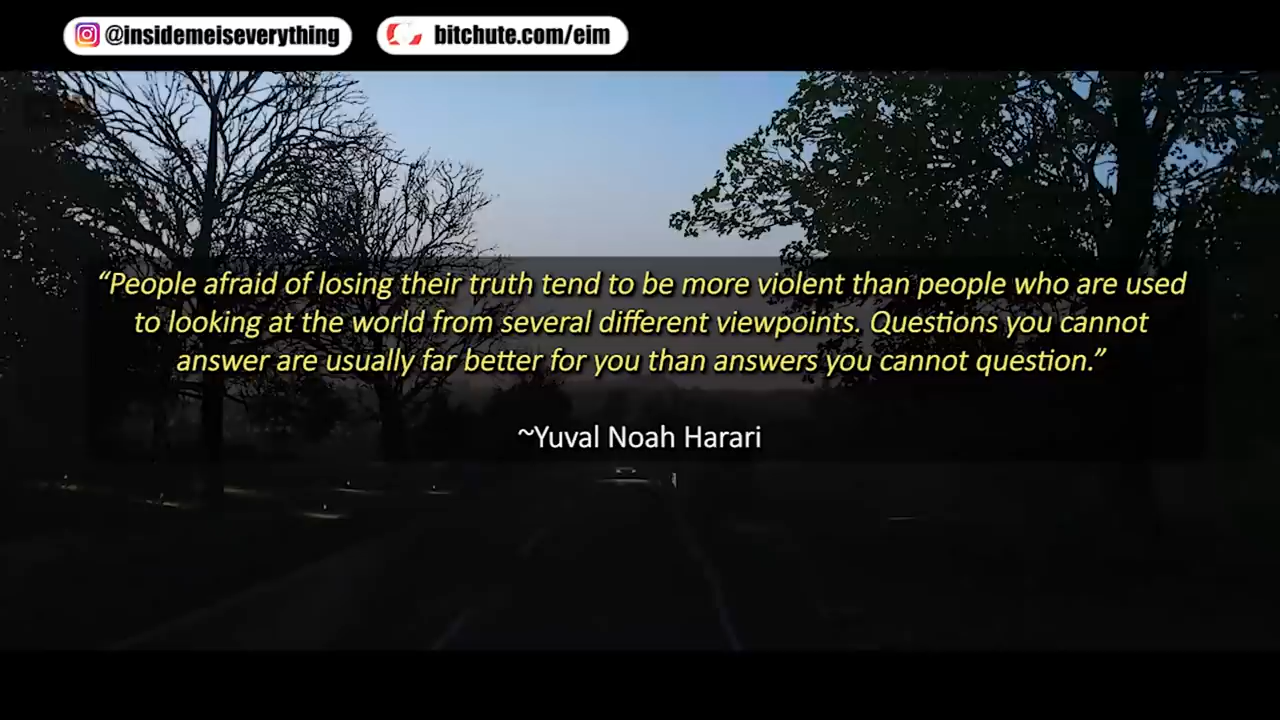 @insidemeiseverything
bitchute.com/eim
“People afraid of losing their truth tend to be more violent than people who are used
to looking at the world from several different viewpoints. Questions you cannot
answer are usually far better for you than answers you cannot question.”
~Yuval Noah Harari